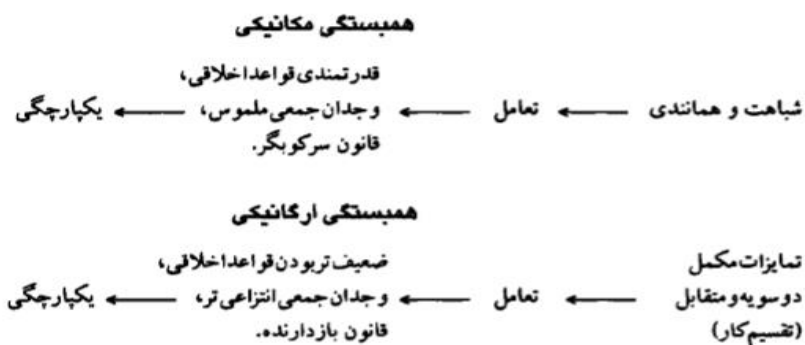 همبستگی مکانیکی
قدرتمندی قواعد اخلاقی،
شباهت و همانندی ← تعامل ← وجدان جمعی ملموس، ← یکپارچگی
قانون سرکوبگر.
همبستگی ارگانیکی
تمایزات مکمل ضعیف‌تر بودن قواعد اخلاقی،
دوسویه و متقابل ← تعامل ← وجدان جمعی انتزاعی‌تر، ← یکپارچگی
(تقسیم کار) قانون بازدارنده.